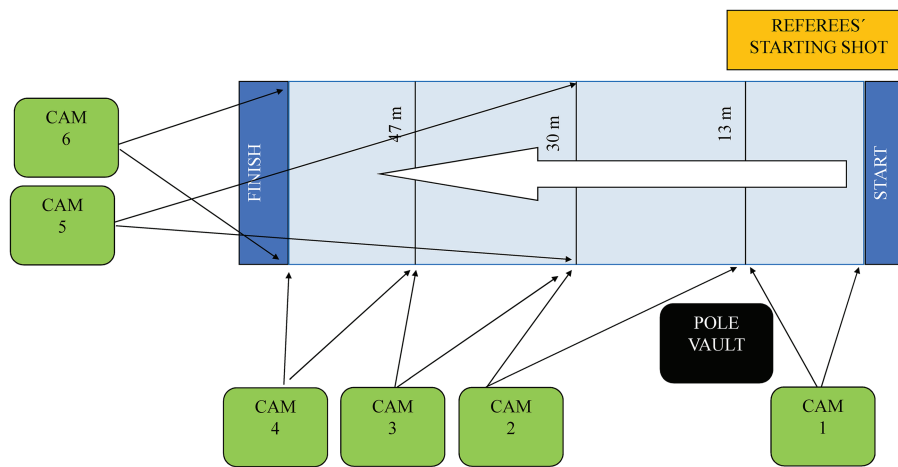 REFEREES´
STARTING SHOT
CAM
6
CAM
5
FINISH
47 m
30 m
13 m
START
POLE
VAULT
CAM
4
CAM
3
CAM
2
CAM
1